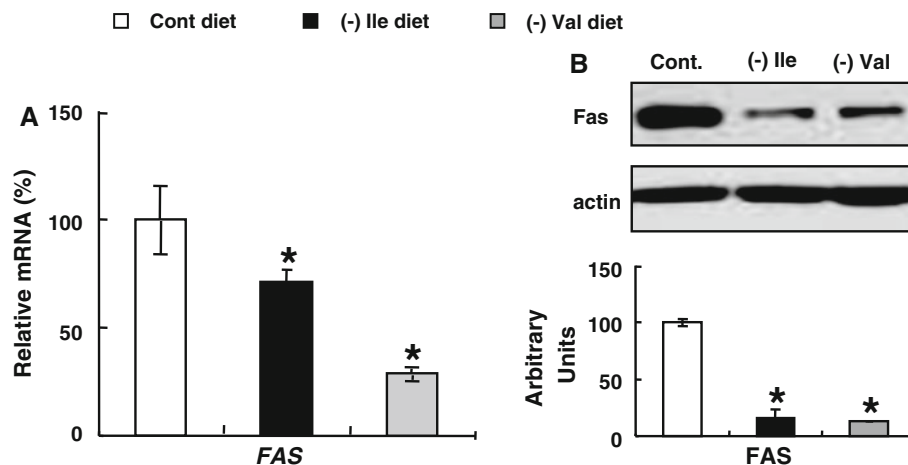 Cont diet (-) Ile diet (-) Val diet
A
Relative mRNA (%)
150
100
50
0
*
*
FAS
B
Cont. (-) Ile (-) Val
Fas
actin
Arbitrary
Units
150
100
50
0
*
*
FAS